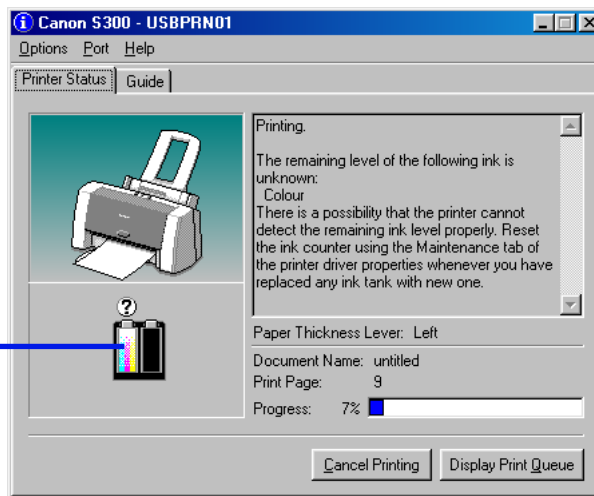 Canon S300 - USBPRN01
Options Port Help
Printer Status Guide
Printing.
The remaining level of the following ink is
unknown:
Colour
There is a possibility that the printer cannot
detect the remaining ink level properly. Reset
the ink counter using the Maintenance tab of
the printer driver properties whenever you have
replaced any ink tank with new one.
?
Paper Thickness Lever: Left
Document Name: untitled
Print Page: 9
Progress: 7%
Cancel Printing Display Print Queue